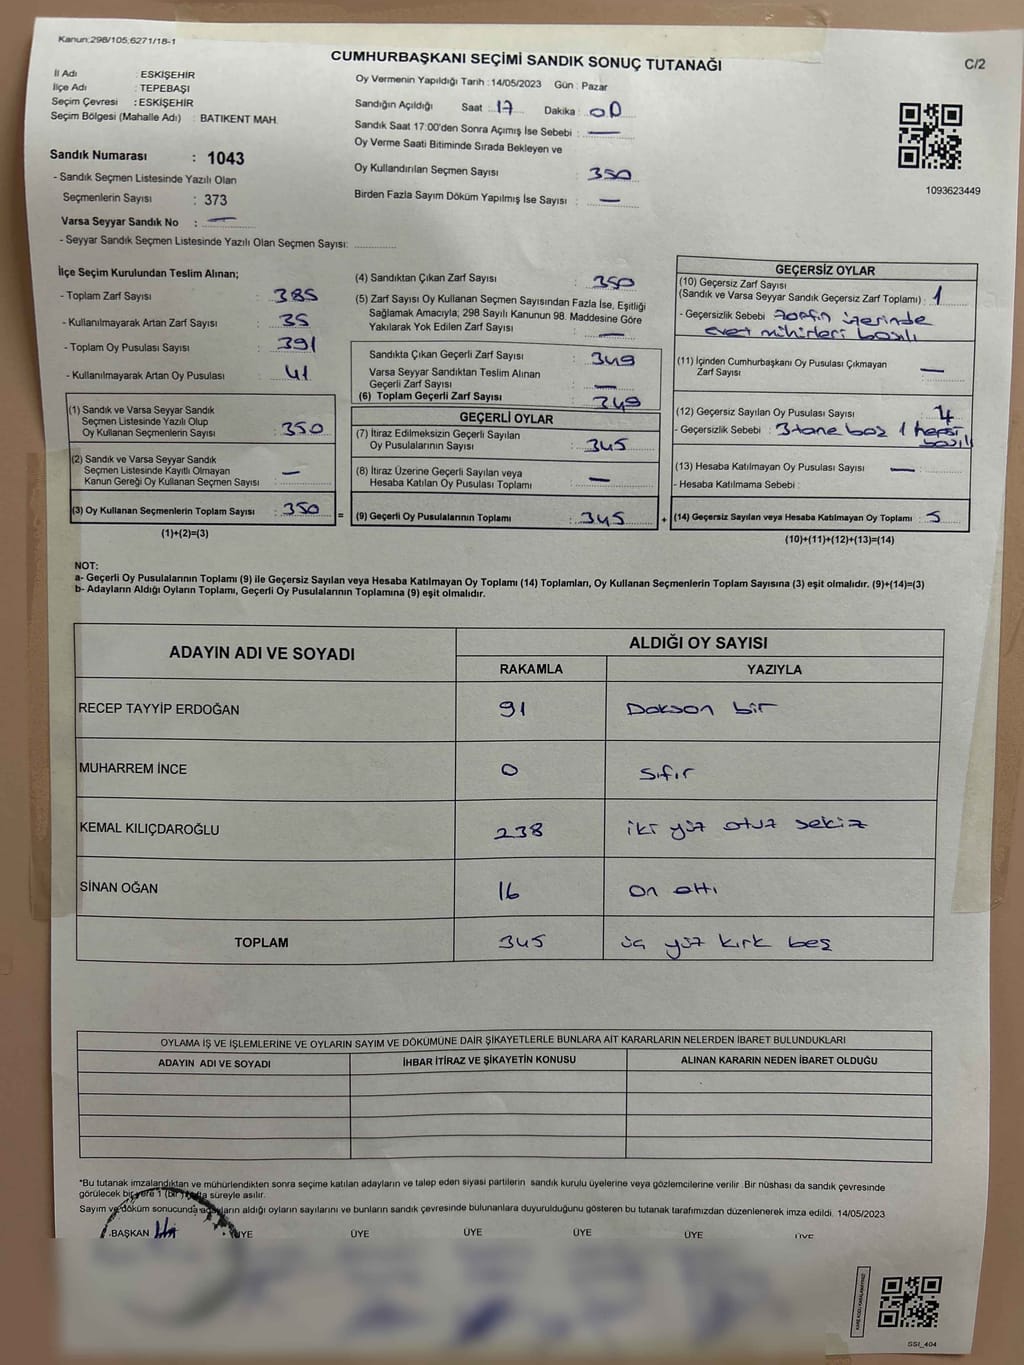 Kanun:298/105,6271/18-1
CUMHURBAŞKANI SEÇİMİ SANDIK SONUÇ TUTANAĞI
C/2
İl Adı : ESKİŞEHİR
İlçe Adı : TEPEBAŞI
Seçim Çevresi : ESKİŞEHİR
Seçim Bölgesi (Mahalle Adı) : BATIKENT MAH.
Oy Vermenin Yapıldığı Tarih : 14/05/2023 Gün : Pazar
Sandığın Açıldığı Saat 17 Dakika : 00
Sandık Saat 17:00'den Sonra Açımış İse Sebebi : —
Oy Verme Saati Bitiminde Sırada Bekleyen ve
Oy Kullandırılan Seçmen Sayısı : 350
Birden Fazla Sayım Döküm Yapılmış İse Sayısı : —
1093623449
Sandık Numarası : 1043
- Sandık Seçmen Listesinde Yazılı Olan
Seçmenlerin Sayısı : 373
Varsa Seyyar Sandık No : —
- Seyyar Sandık Seçmen Listesinde Yazılı Olan Seçmen Sayısı: ............
İlçe Seçim Kurulundan Teslim Alınan;
- Toplam Zarf Sayısı : 385
- Kullanılmayarak Artan Zarf Sayısı : 35
- Toplam Oy Pusulası Sayısı : 391
- Kullanılmayarak Artan Oy Pusulası : 41
(1) Sandık ve Varsa Seyyar Sandık
Seçmen Listesinde Yazılı Olup
Oy Kullanan Seçmenlerin Sayısı : 350
(2) Sandık ve Varsa Seyyar Sandık
Seçmen Listesinde Kayıtlı Olmayan
Kanun Gereği Oy Kullanan Seçmen Sayısı : —
(3) Oy Kullanan Seçmenlerin Toplam Sayısı : 350 =
(1)+(2)=(3)
(4) Sandıktan Çıkan Zarf Sayısı : 350
(5) Zarf Sayısı Oy Kullanan Seçmen Sayısından Fazla İse, Eşitliği
Sağlamak Amacıyla; 298 Sayılı Kanunun 98. Maddesine Göre
Yakılarak Yok Edilen Zarf Sayısı : —
Sandıkta Çıkan Geçerli Zarf Sayısı : 349
Varsa Seyyar Sandıktan Teslim Alınan
Geçerli Zarf Sayısı : —
(6) Toplam Geçerli Zarf Sayısı : 349
GEÇERLİ OYLAR
(7) İtiraz Edilmeksizin Geçerli Sayılan
Oy Pusulalarının Sayısı : 345
(8) İtiraz Üzerine Geçerli Sayılan veya
Hesaba Katılan Oy Pusulası Toplamı : —
(9) Geçerli Oy Pusulalarının Toplamı : 345 +
GEÇERSİZ OYLAR
(10) Geçersiz Zarf Sayısı
(Sandık ve Varsa Seyyar Sandık Geçersiz Zarf Toplamı) : 1
- Geçersizlik Sebebi : zarfın üzerinde
evet mühürleri basılı
(11) İçinden Cumhurbaşkanı Oy Pusulası Çıkmayan
Zarf Sayısı : —
(12) Geçersiz Sayılan Oy Pusulası Sayısı : 4
- Geçersizlik Sebebi : 3 tane boz 1 hepsi
basılı
(13) Hesaba Katılmayan Oy Pusulası Sayısı : —
- Hesaba Katılmama Sebebi :
(14) Geçersiz Sayılan veya Hesaba Katılmayan Oy Toplamı : 5
(10)+(11)+(12)+(13)=(14)
NOT:
a- Geçerli Oy Pusulalarının Toplamı (9) ile Geçersiz Sayılan veya Hesaba Katılmayan Oy Toplamı (14) Toplamları, Oy Kullanan Seçmenlerin Toplam Sayısına (3) eşit olmalıdır. (9)+(14)=(3)
b- Adayların Aldığı Oyların Toplamı, Geçerli Oy Pusulalarının Toplamına (9) eşit olmalıdır.
ADAYIN ADI VE SOYADI
ALDIĞI OY SAYISI
RAKAMLA YAZIYLA
RECEP TAYYİP ERDOĞAN 91 Doksan bir
MUHARREM İNCE 0 sıfır
KEMAL KILIÇDAROĞLU 238 iki yüz otuz sekiz
SİNAN OĞAN 16 on altı
TOPLAM 345 üç yüz kırk beş
OYLAMA İŞ VE İŞLEMLERİNE VE OYLARIN SAYIM VE DÖKÜMÜNE DAİR ŞİKAYETLERLE BUNLARA AİT KARARLARIN NELERDEN İBARET BULUNDUKLARI
ADAYIN ADI VE SOYADI
İHBAR İTİRAZ VE ŞİKAYETİN KONUSU
ALINAN KARARIN NEDEN İBARET OLDUĞU
*Bu tutanak imzalandıktan ve mühürlendikten sonra seçime katılan adayların ve talep eden siyasi partilerin sandık kurulu üyelerine veya gözlemcilerine verilir. Bir nüshası da sandık çevresinde
görülecek bir yere 1 (bir) hafta süreyle asılır.
Sayım ve döküm sonucunda adayların aldığı oyların sayılarını ve bunların sandık çevresinde bulunanlara duyurulduğunu gösteren bu tutanak tarafımızdan düzenlenerek imza edildi. 14/05/2023
BAŞKAN ÜYE ÜYE ÜYE ÜYE ÜYE ÜYE
SSI_404